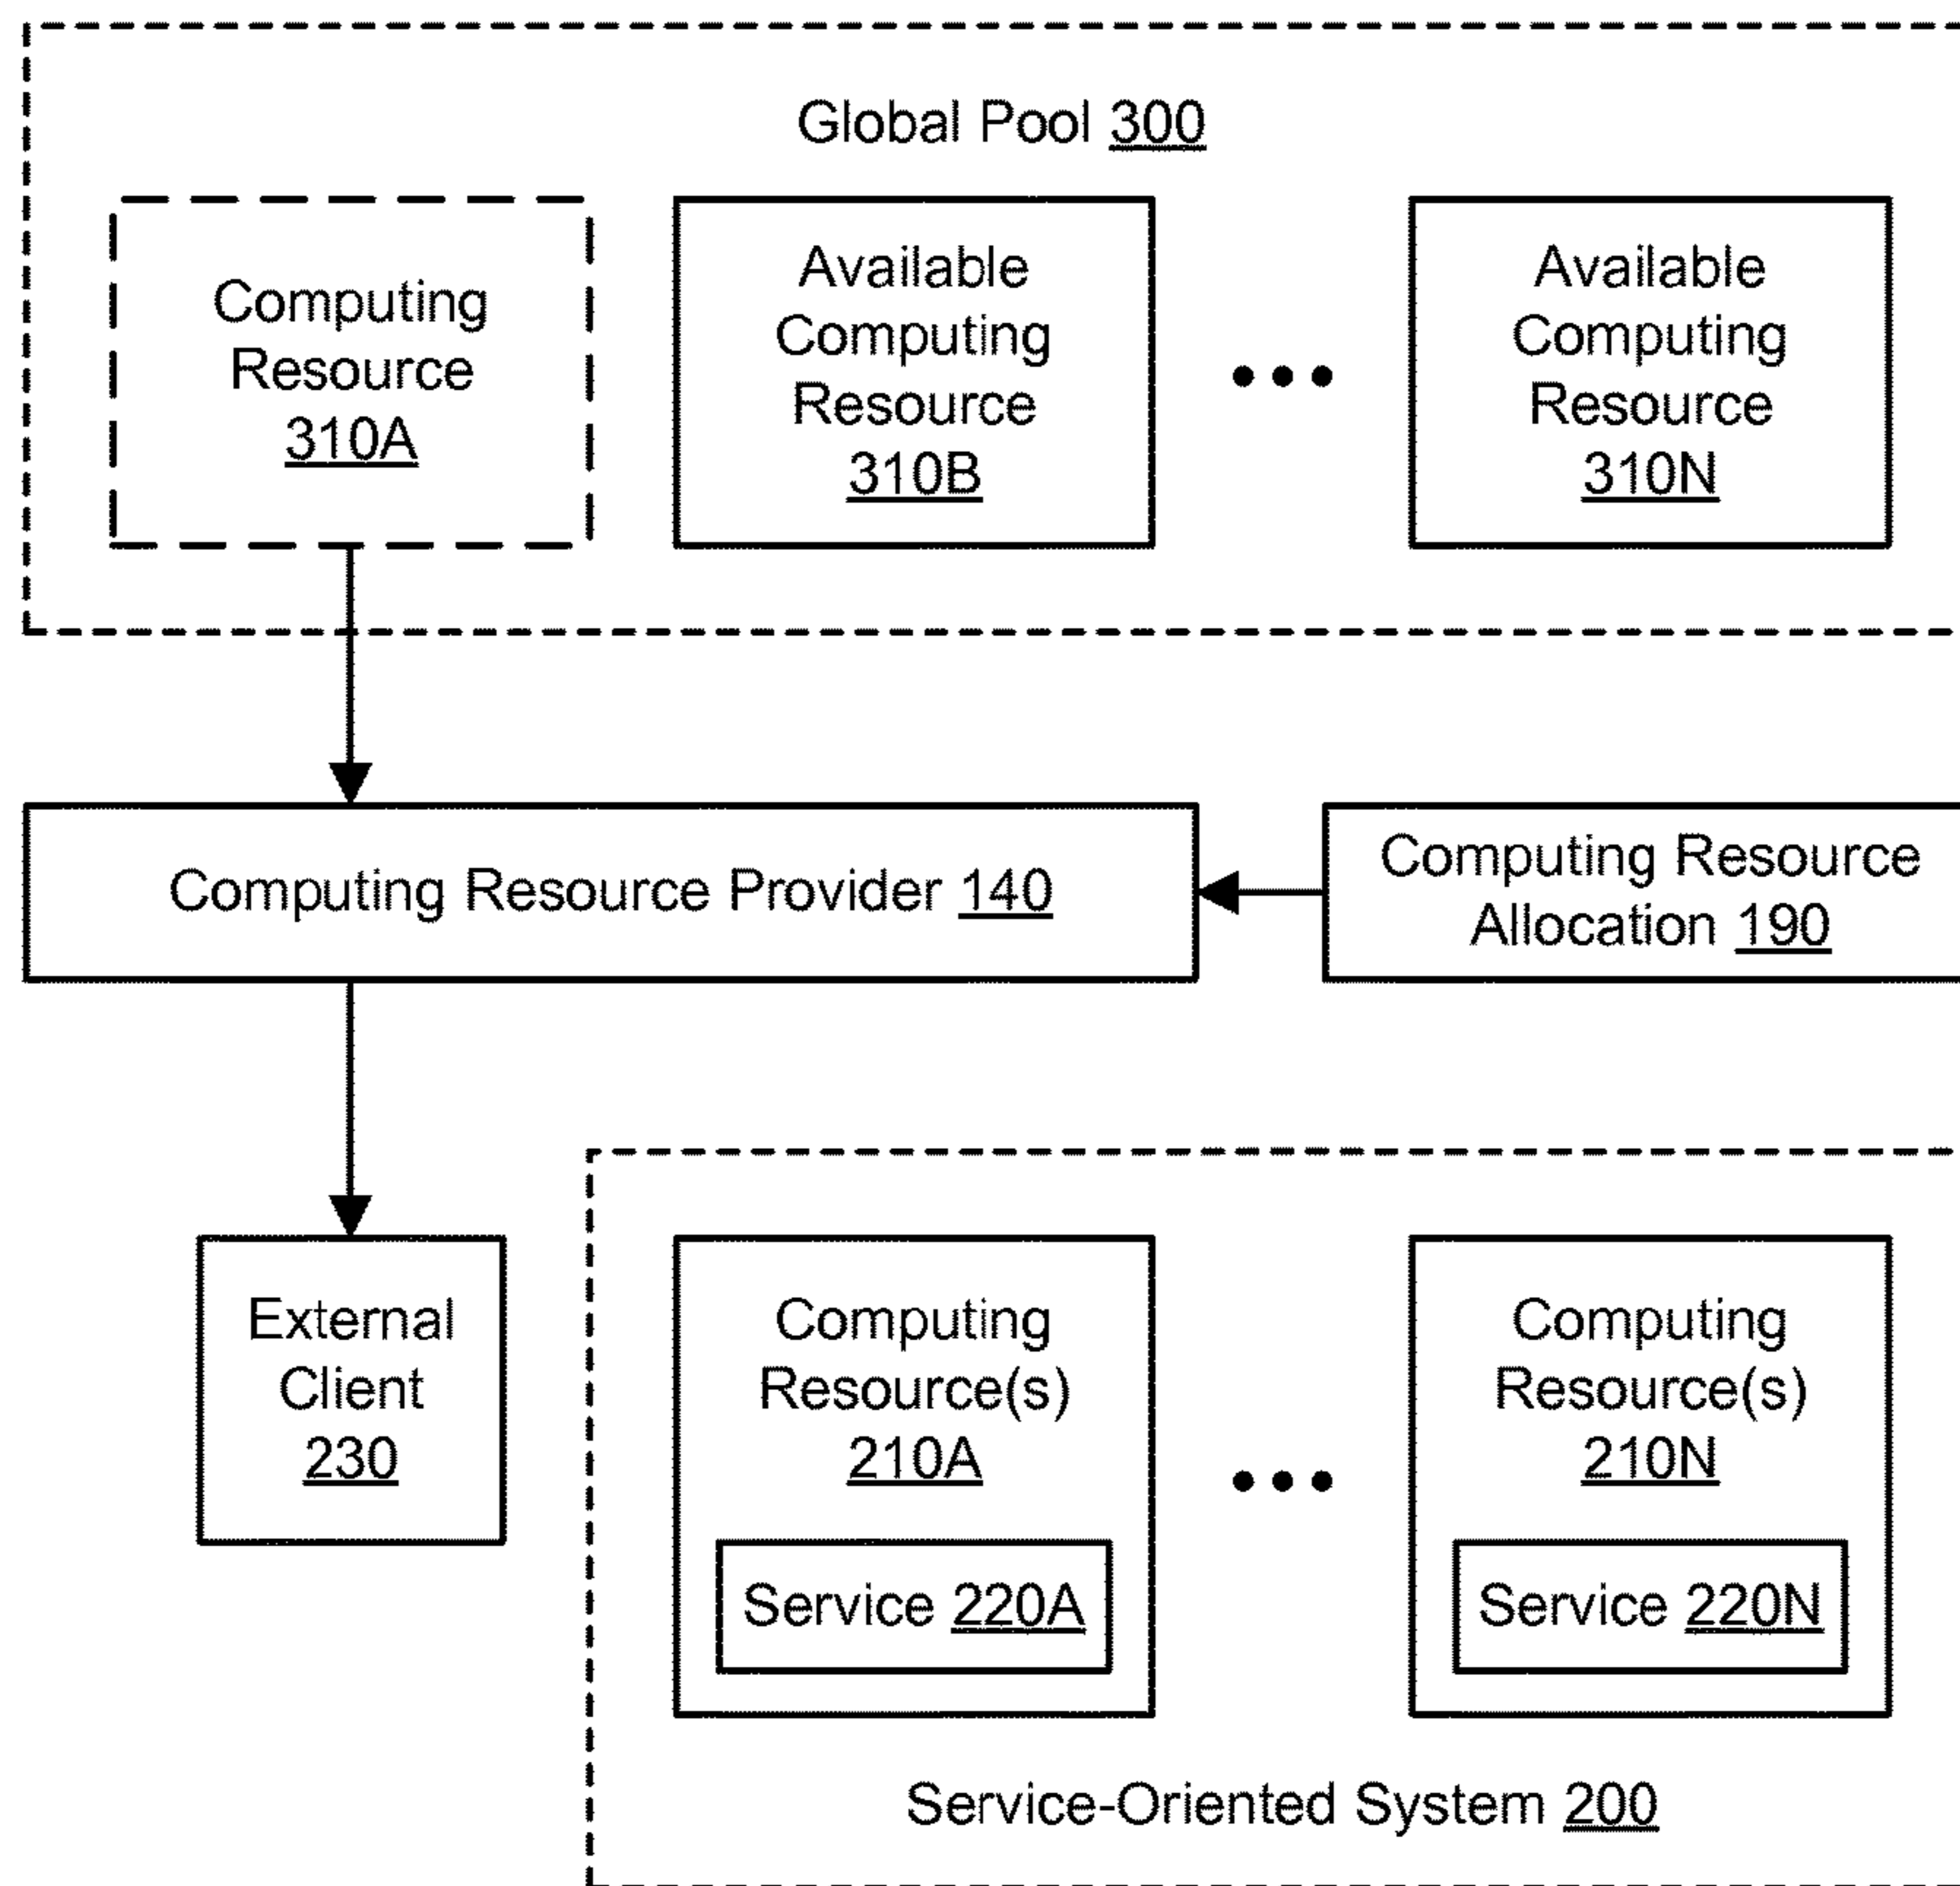 Global Pool 300
Computing
Resource
310A
Available
Computing
Resource
310B
Available
Computing
Resource
310N
Computing Resource Provider 140
Computing Resource
Allocation 190
External
Client
230
Computing
Resource(s)
210A
Service 220A
Computing
Resource(s)
210N
Service 220N
Service-Oriented System 200